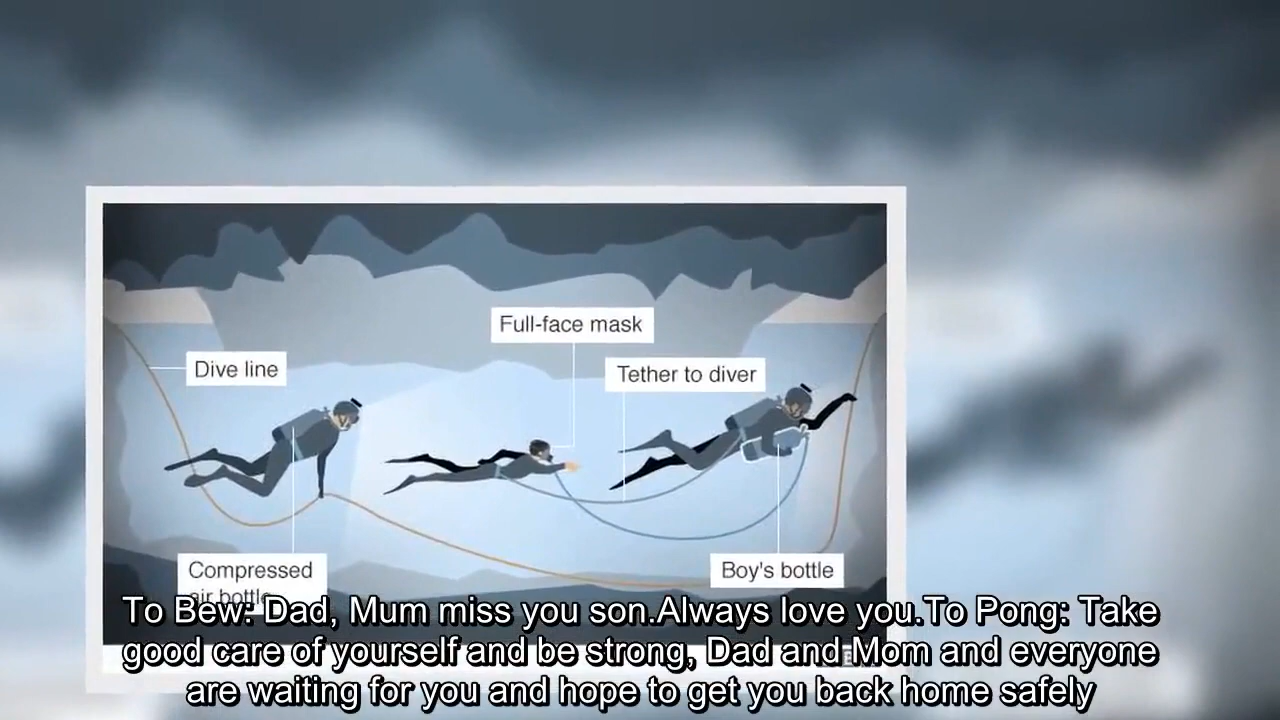 Full-face mask
Dive line
Tether to diver
Compressed
air bottle
Boy's bottle
To Bew: Dad, Mum miss you son.Always love you.To Pong: Take
good care of yourself and be strong, Dad and Mom and everyone
are waiting for you and hope to get you back home safely